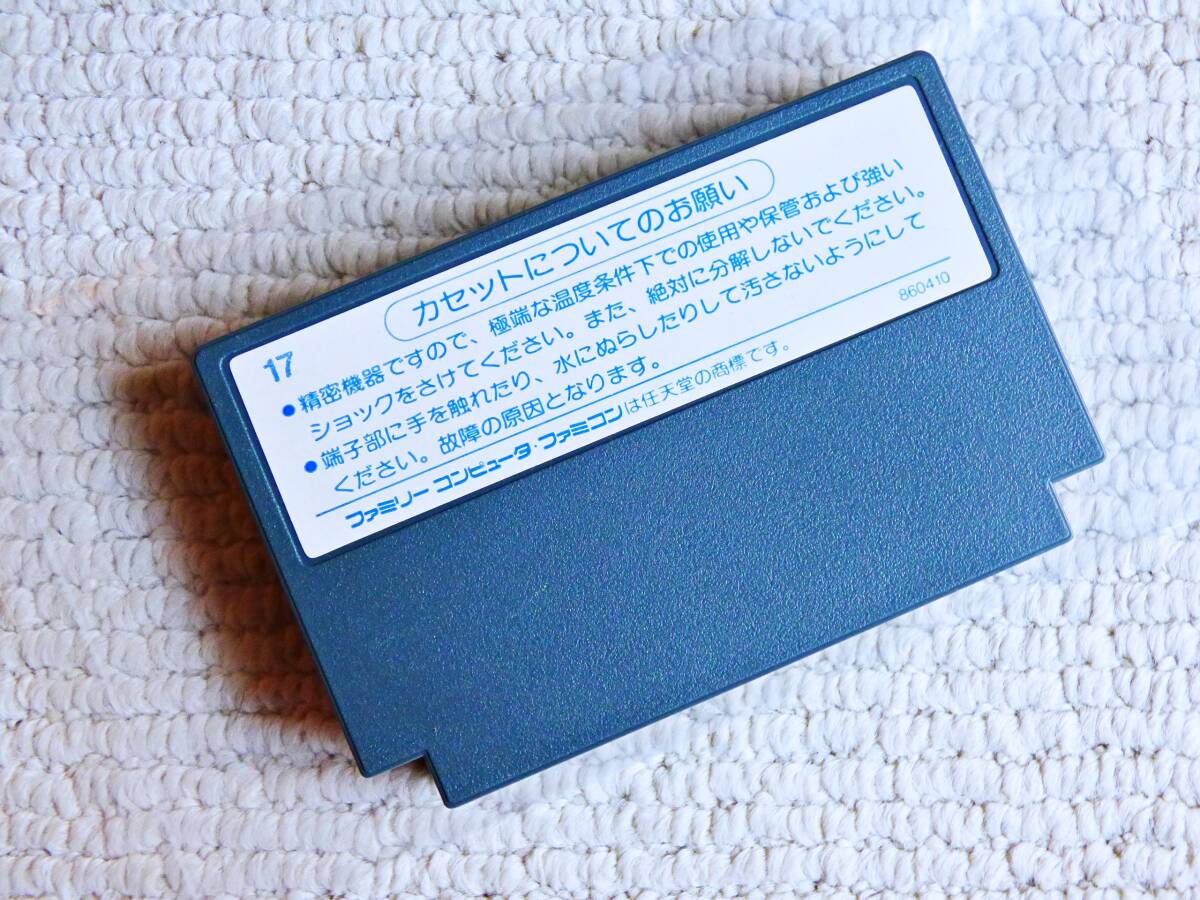 17
カセットについてのお願い
●精密機器ですので、極端な温度条件下での使用や保管および強い
ショックをさけてください。また、絶対に分解しないでください。
●端子部に手を触れたり、水にぬらしたりして汚さないようにして
ください。故障の原因となります。
860410
ファミリーコンピュータ・ファミコンは任天堂の商標です。